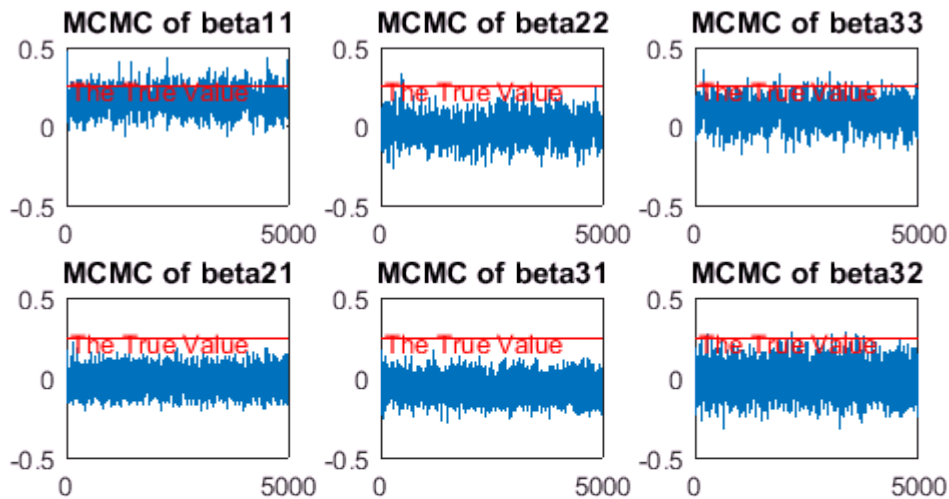 MCMC of beta11
0.5
The True Value
0
-0.5
0
5000
MCMC of beta22
0.5
The True Value
0
-0.5
0
5000
MCMC of beta33
0.5
The True Value
0
-0.5
0
5000
MCMC of beta21
0.5
The True Value
0
-0.5
0
5000
MCMC of beta31
0.5
The True Value
0
-0.5
0
5000
MCMC of beta32
0.5
The True Value
0
-0.5
0
5000